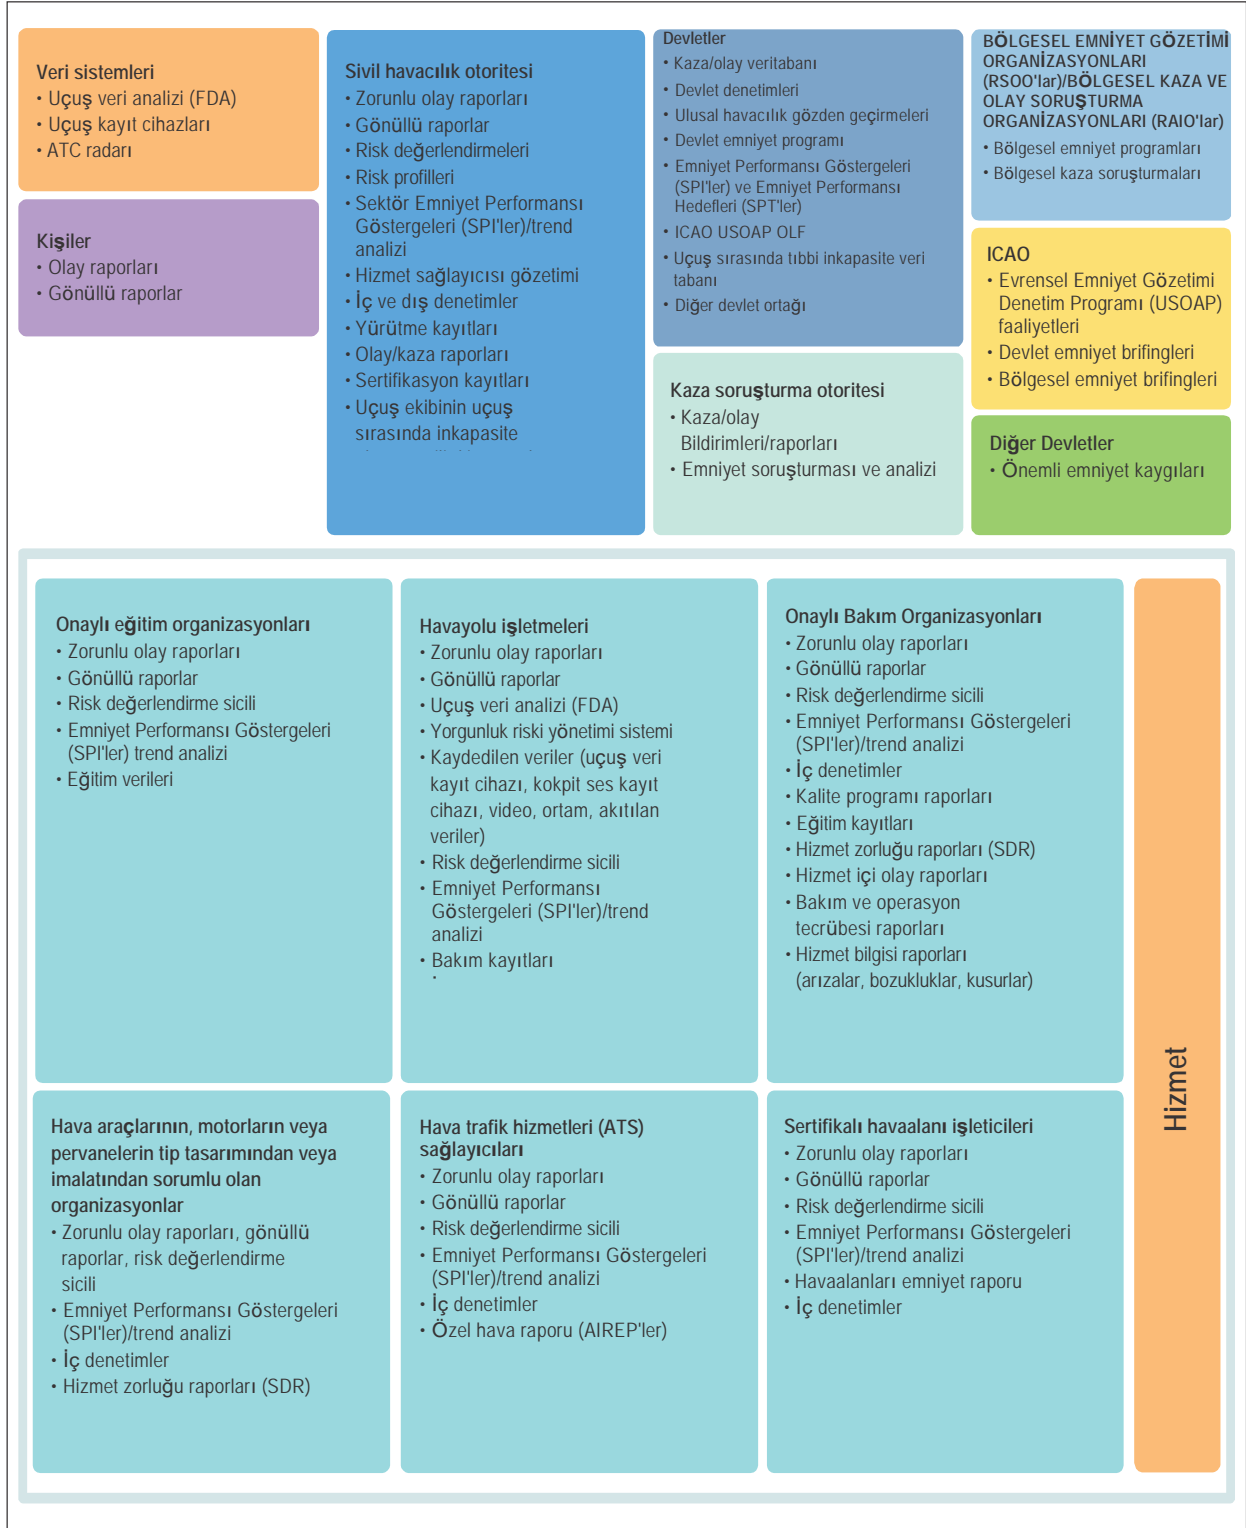 Veri sistemleri
• Uçuş veri analizi (FDA)
• Uçuş kayıt cihazları
• ATC radarı
Kişiler
• Olay raporları
• Gönüllü raporlar
Sivil havacılık otoritesi
• Zorunlu olay raporları
• Gönüllü raporlar
• Risk değerlendirmeleri
• Risk profilleri
• Sektör Emniyet Performansı
Göstergeleri (SPI'ler)/trend
analizi
• Hizmet sağlayıcısı gözetimi
• İç ve dış denetimler
• Yürütme kayıtları
• Olay/kaza raporları
• Sertifikasyon kayıtları
• Uçuş ekibinin uçuş
sırasında inkapasite
Devletler
• Kaza/olay veritabanı
• Devlet denetimleri
• Ulusal havacılık gözden geçirmeleri
• Devlet emniyet programı
• Emniyet Performansı Göstergeleri
(SPI'ler) ve Emniyet Performansı
Hedefleri (SPT'ler)
• ICAO USOAP OLF
• Uçuş sırasında tıbbi inkapasite veri
tabanı
• Diğer devlet ortağı
Kaza soruşturma otoritesi
• Kaza/olay
Bildirimleri/raporları
• Emniyet soruşturması ve analizi
BÖLGESEL EMNİYET GÖZETİMİ
ORGANİZASYONLARI
(RSOO'lar)/BÖLGESEL KAZA VE
OLAY SORUŞTURMA
ORGANİZASYONLARI (RAIO'lar)
• Bölgesel emniyet programları
• Bölgesel kaza soruşturmaları
ICAO
• Evrensel Emniyet Gözetimi
Denetim Programı (USOAP)
faaliyetleri
• Devlet emniyet brifingleri
• Bölgesel emniyet brifingleri
Diğer Devletler
• Önemli emniyet kaygıları
Onaylı eğitim organizasyonları
• Zorunlu olay raporları
• Gönüllü raporlar
• Risk değerlendirme sicili
• Emniyet Performansı Göstergeleri
(SPI'ler) trend analizi
• Eğitim verileri
Havayolu işletmeleri
• Zorunlu olay raporları
• Gönüllü raporlar
• Uçuş veri analizi (FDA)
• Yorgunluk riski yönetimi sistemi
• Kaydedilen veriler (uçuş veri
kayıt cihazı, kokpit ses kayıt
cihazı, video, ortam, akıtılan
veriler)
• Risk değerlendirme sicili
• Emniyet Performansı
Göstergeleri (SPI'ler)/trend
analizi
• Bakım kayıtları
Onaylı Bakım Organizasyonları
• Zorunlu olay raporları
• Gönüllü raporlar
• Risk değerlendirme sicili
• Emniyet Performansı Göstergeleri
(SPI'ler)/trend analizi
• İç denetimler
• Kalite programı raporları
• Eğitim kayıtları
• Hizmet zorluğu raporları (SDR)
• Hizmet içi olay raporları
• Bakım ve operasyon
tecrübesi raporları
• Hizmet bilgisi raporları
(arızalar, bozukluklar, kusurlar)
Hava araçlarının, motorların veya
pervanelerin tip tasarımından veya
imalatından sorumlu olan
organizasyonlar
• Zorunlu olay raporları, gönüllü
raporlar, risk değerlendirme
sicili
• Emniyet Performansı Göstergeleri
(SPI'ler)/trend analizi
• İç denetimler
• Hizmet zorluğu raporları (SDR)
Hava trafik hizmetleri (ATS)
sağlayıcıları
• Zorunlu olay raporları
• Gönüllü raporlar
• Risk değerlendirme sicili
• Emniyet Performansı Göstergeleri
(SPI'ler)/trend analizi
• İç denetimler
• Özel hava raporu (AIREP'ler)
Sertifikalı havaalanı işleticileri
• Zorunlu olay raporları
• Gönüllü raporlar
• Risk değerlendirme sicili
• Emniyet Performansı Göstergeleri
(SPI'ler)/trend analizi
• Havaalanları emniyet raporu
• İç denetimler
Hizmet